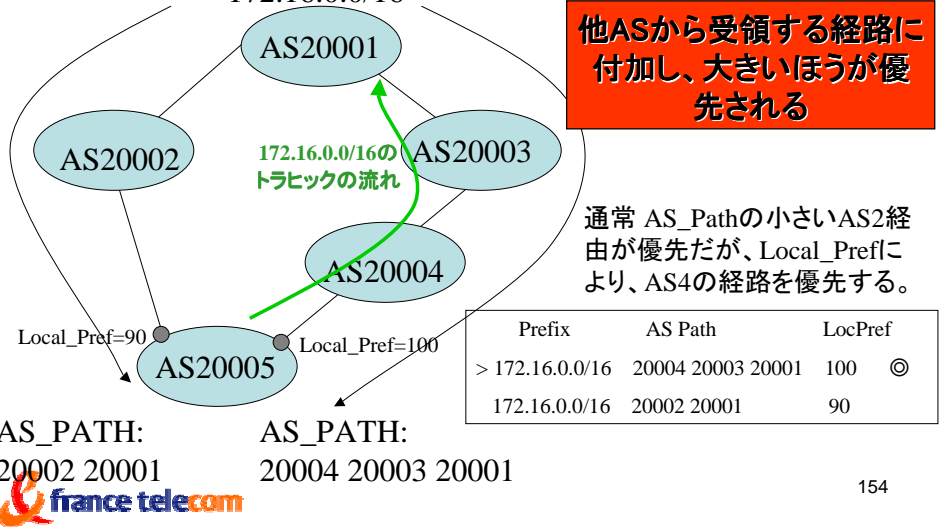 172.16.0.0/16
AS20001
他ASから受領する経路に
付加し、大きいほうが優
先される
AS20002
172.16.0.0/16の
トラヒックの流れ
AS20003
通常 AS_Pathの小さいAS2経
由が優先だが、Local_Prefに
より、AS4の経路を優先する。
AS20004
Local_Pref=90
Local_Pref=100
AS20005
Prefix AS Path LocPref
> 172.16.0.0/16 20004 20003 20001 100 ◎
172.16.0.0/16 20002 20001 90
AS_PATH:
20002 20001
AS_PATH:
20004 20003 20001
france telecom
154